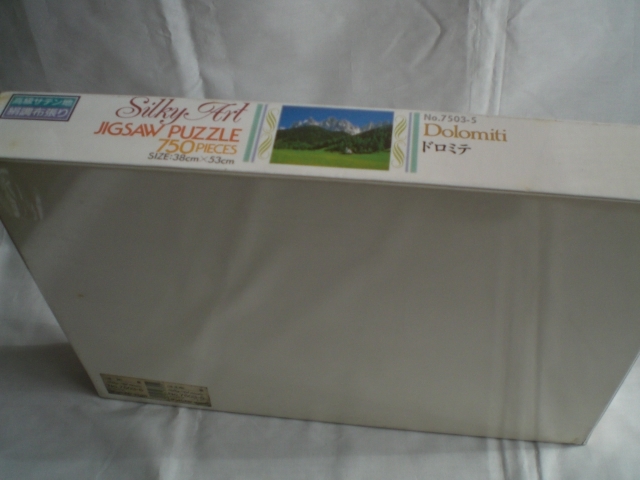 高級サテン地
絹調布張り
Silky Art
JIGSAW PUZZLE
750 PIECES
SIZE:38cm×53cm
No.7503-5
Dolomiti
ドロミテ